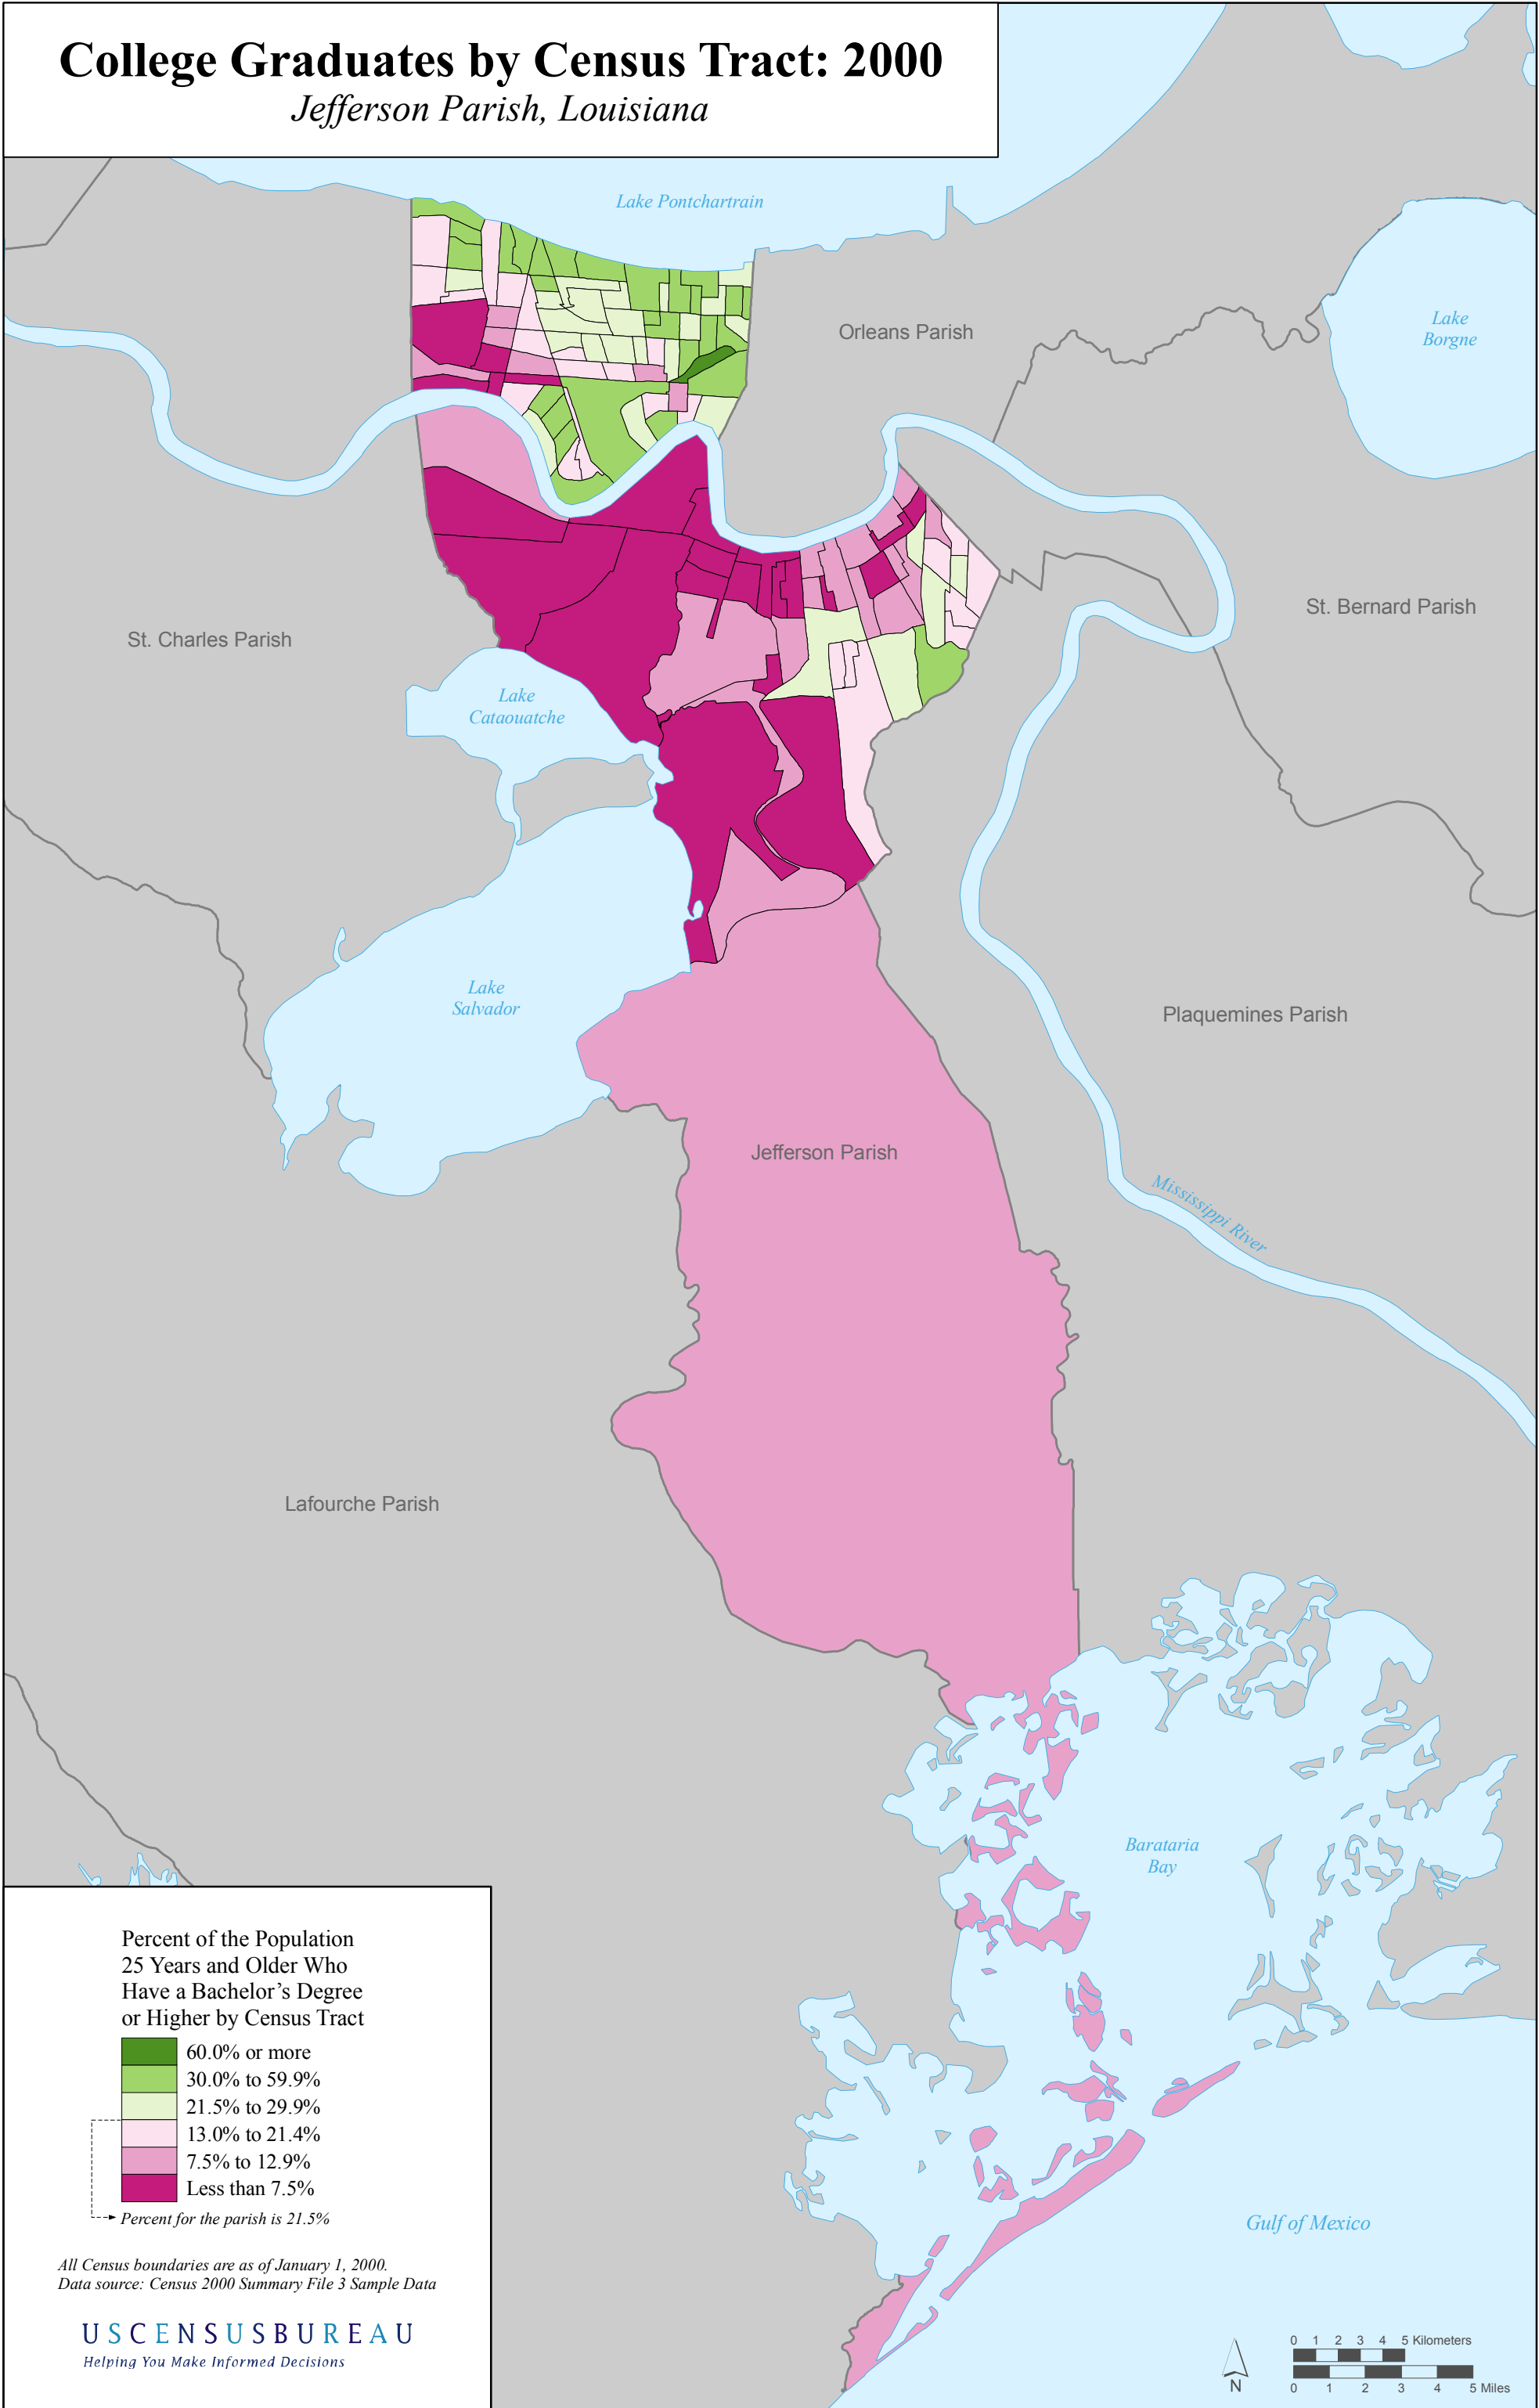 College Graduates by Census Tract: 2000
Jefferson Parish, Louisiana
Lake Pontchartrain
Orleans Parish
Lake
Borgne
St. Bernard Parish
St. Charles Parish
Lake
Cataouatche
Lake
Salvador
Plaquemines Parish
Jefferson Parish
Mississippi River
Lafourche Parish
Barataria
Bay
Gulf of Mexico
Percent of the Population
25 Years and Older Who
Have a Bachelor’s Degree
or Higher by Census Tract
60.0% or more
30.0% to 59.9%
21.5% to 29.9%
13.0% to 21.4%
7.5% to 12.9%
Less than 7.5%
Percent for the parish is 21.5%
All Census boundaries are as of January 1, 2000.
Data source: Census 2000 Summary File 3 Sample Data
USCENSUSBUREAU
Helping You Make Informed Decisions
N
0 1 2 3 4 5 Kilometers
0 1 2 3 4 5 Miles